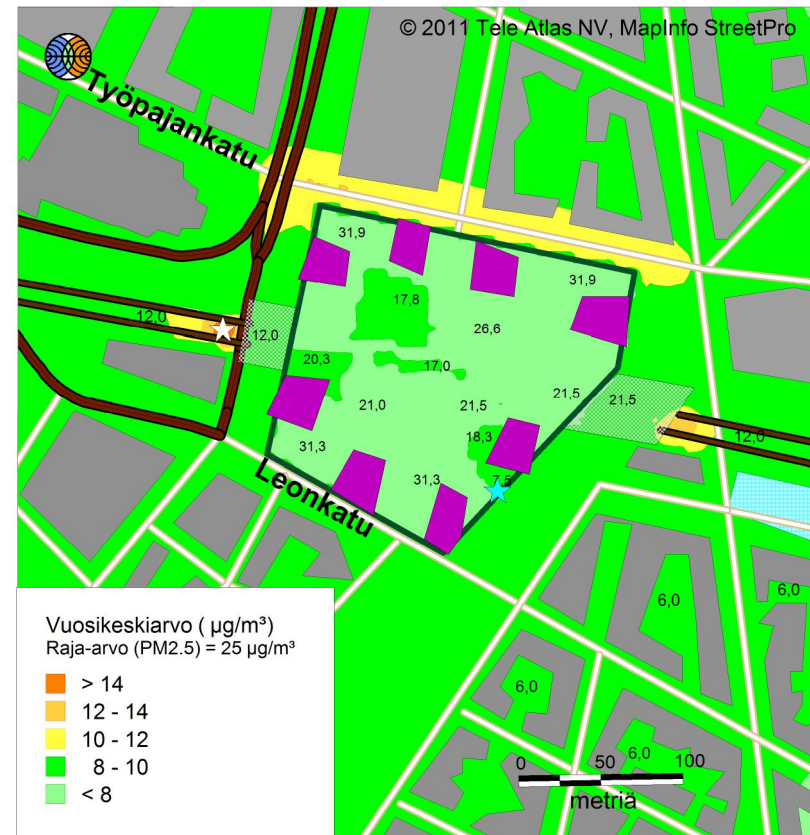 © 2011 Tele Atlas NV, MapInfo StreetPro
Työpajankatu
31,9
31,9
17,8
12,0
12,0
26,6
20,3
17,0
21,0
21,5
21,5
21,5
18,3
12,0
31,3
31,3
7,5
Leonkatu
6,0
6,0
6,0
6,0
Vuosikeskiarvo ( µg/m³)
Raja-arvo (PM2.5) = 25 µg/m³
> 14
12 - 14
10 - 12
8 - 10
< 8
0 50 100
metriä